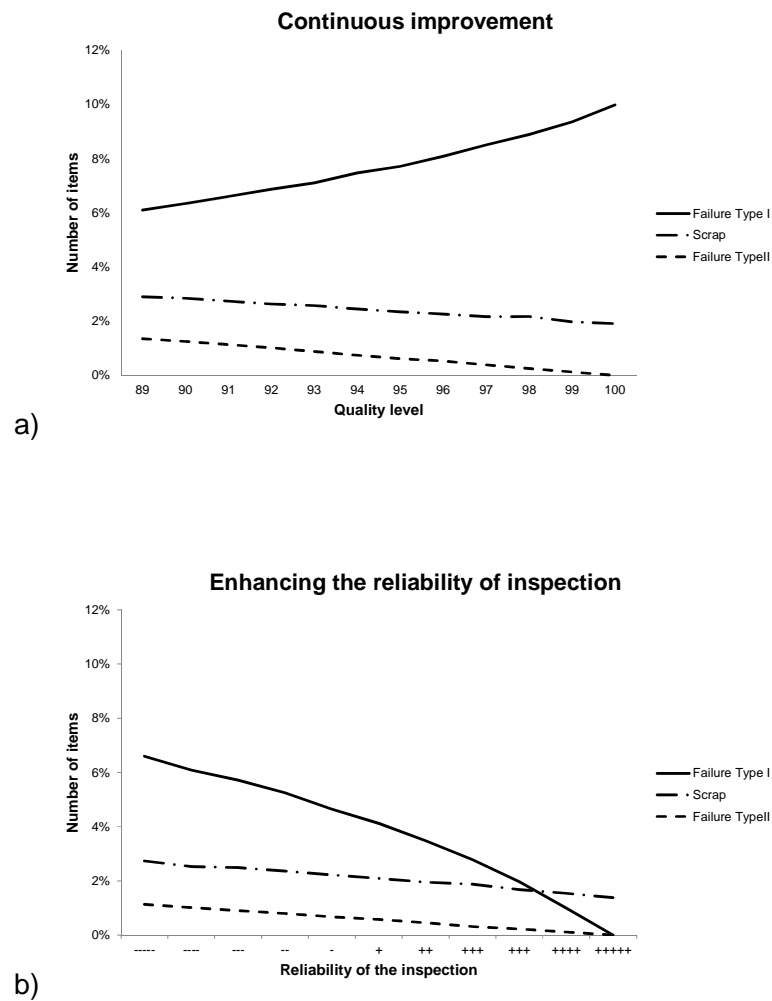 Continuous improvement
12%
10%
8%
6%
4%
2%
0%
Number of items
89 90 91 92 93 94 95 96 97 98 99 100
Quality level
Failure Type I
Scrap
Failure TypeII
a)
Enhancing the reliability of inspection
12%
10%
8%
6%
4%
2%
0%
Number of items
----- ---- --- -- - + ++ +++ +++ ++++ +++++
Reliability of the inspection
Failure Type I
Scrap
Failure TypeII
b)